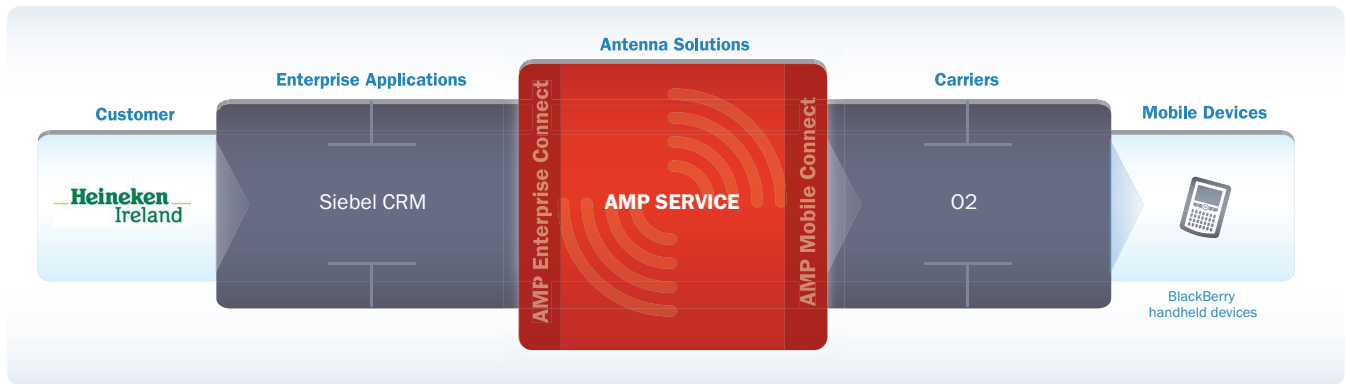 Antenna Solutions
Enterprise Applications
Carriers
Customer
Mobile Devices
Heineken
Ireland
Siebel CRM
AMP Enterprise Connect
AMP SERVICE
AMP Mobile Connect
O2
BlackBerry
handheld devices